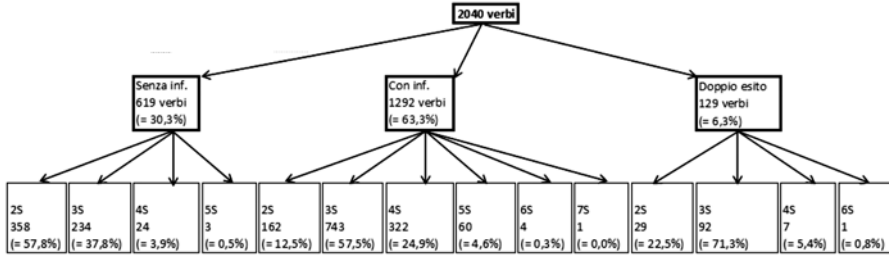 2040 verbi
Senza inf.
619 verbi
(= 30,3%)
Con inf.
1292 verbi
(= 63,3%)
Doppio esito
129 verbi
(= 6,3%)
2S
358
(= 57,8%)
3S
234
(= 37,8%)
4S
24
(= 3,9%)
5S
3
(= 0,5%)
2S
162
(= 12,5%)
3S
743
(= 57,5%)
4S
322
(= 24,9%)
5S
60
(= 4,6%)
6S
4
(= 0,3%)
7S
1
(= 0,0%)
2S
29
(= 22,5%)
3S
92
(= 71,3%)
4S
7
(= 5,4%)
6S
1
(= 0,8%)